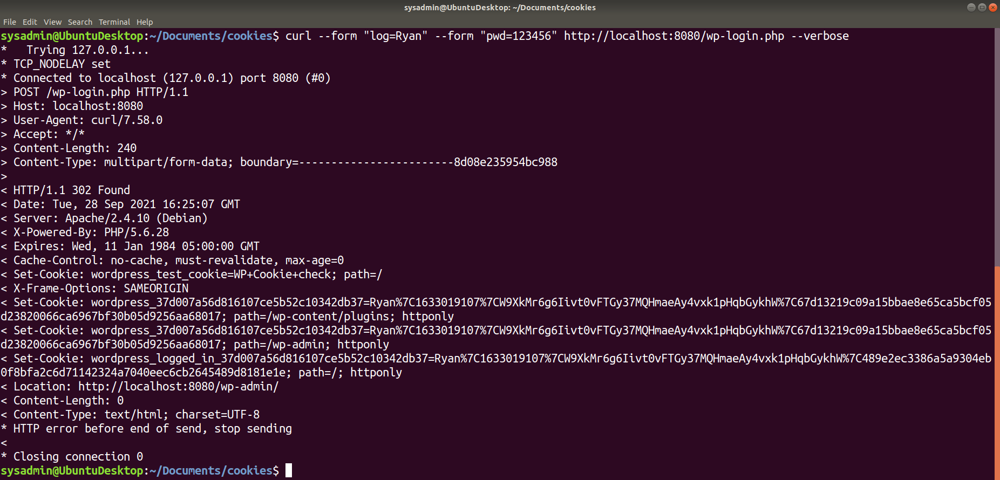 sysadmin@UbuntuDesktop: ~/Documents/cookies
File Edit View Search Terminal Help
sysadmin@UbuntuDesktop:~/Documents/cookies$ curl --form "log=Ryan" --form "pwd=123456" http://localhost:8080/wp-login.php --verbose
*   Trying 127.0.0.1...
* TCP_NODELAY set
* Connected to localhost (127.0.0.1) port 8080 (#0)
> POST /wp-login.php HTTP/1.1
> Host: localhost:8080
> User-Agent: curl/7.58.0
> Accept: */*
> Content-Length: 240
> Content-Type: multipart/form-data; boundary=------------------------8d08e235954bc988
>
< HTTP/1.1 302 Found
< Date: Tue, 28 Sep 2021 16:25:07 GMT
< Server: Apache/2.4.10 (Debian)
< X-Powered-By: PHP/5.6.28
< Expires: Wed, 11 Jan 1984 05:00:00 GMT
< Cache-Control: no-cache, must-revalidate, max-age=0
< Set-Cookie: wordpress_test_cookie=WP+Cookie+check; path=/
< X-Frame-Options: SAMEORIGIN
< Set-Cookie: wordpress_37d007a56d816107ce5b52c10342db37=Ryan%7C1633019107%7CW9XkMr6g6Iivt0vFTGy37MQHmaeAy4vxk1pHqbGykhW%7C67d13219c09a15bbae8e65ca5bcf05
d23820066ca6967bf30b05d9256aa68017; path=/wp-content/plugins; httponly
< Set-Cookie: wordpress_37d007a56d816107ce5b52c10342db37=Ryan%7C1633019107%7CW9XkMr6g6Iivt0vFTGy37MQHmaeAy4vxk1pHqbGykhW%7C67d13219c09a15bbae8e65ca5bcf05
d23820066ca6967bf30b05d9256aa68017; path=/wp-admin; httponly
< Set-Cookie: wordpress_logged_in_37d007a56d816107ce5b52c10342db37=Ryan%7C1633019107%7CW9XkMr6g6Iivt0vFTGy37MQHmaeAy4vxk1pHqbGykhW%7C489e2ec3386a5a9304eb
0f8bfa2c6d71142324a7040eec6cb2645489d8181e1e; path=/; httponly
< Location: http://localhost:8080/wp-admin/
< Content-Length: 0
< Content-Type: text/html; charset=UTF-8
* HTTP error before end of send, stop sending
<
* Closing connection 0
sysadmin@UbuntuDesktop:~/Documents/cookies$